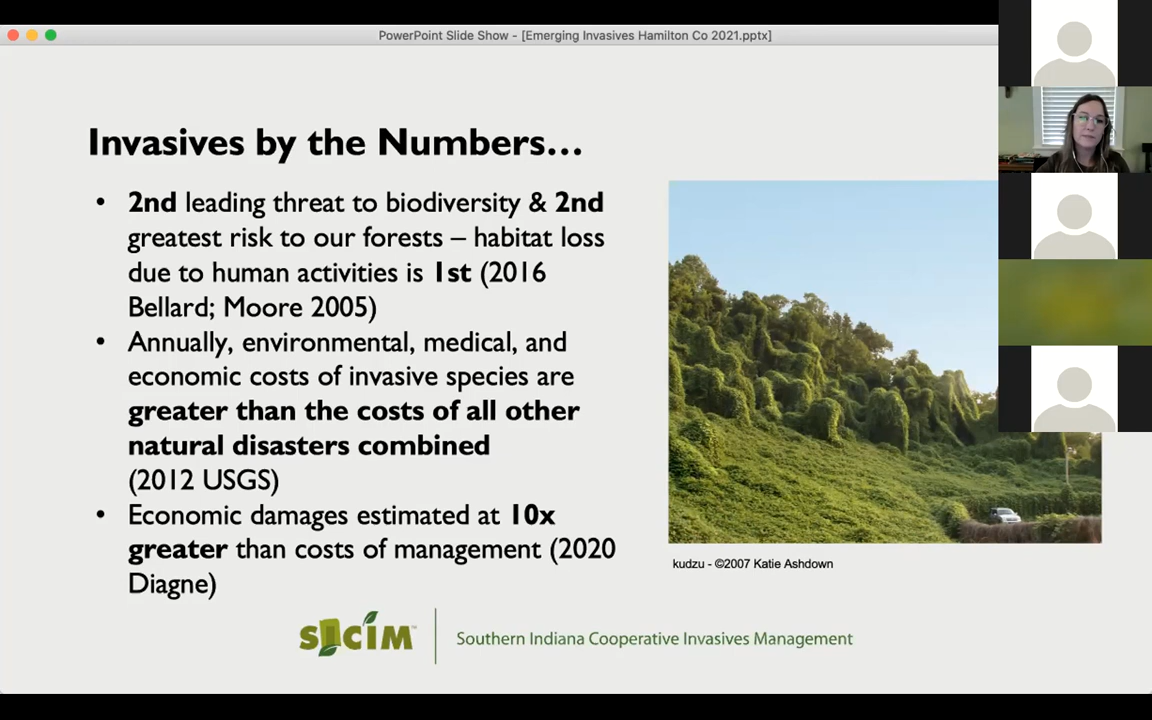 PowerPoint Slide Show - [Emerging Invasives Hamilton Co 2021.pptx]
Invasives by the Numbers...
• 2nd leading threat to biodiversity & 2nd
greatest risk to our forests – habitat loss
due to human activities is 1st (2016
Bellard; Moore 2005)
• Annually, environmental, medical, and
economic costs of invasive species are
greater than the costs of all other
natural disasters combined
(2012 USGS)
• Economic damages estimated at 10x
greater than costs of management (2020
Diagne)
kudzu - ©2007 Katie Ashdown
SICIM™
Southern Indiana Cooperative Invasives Management